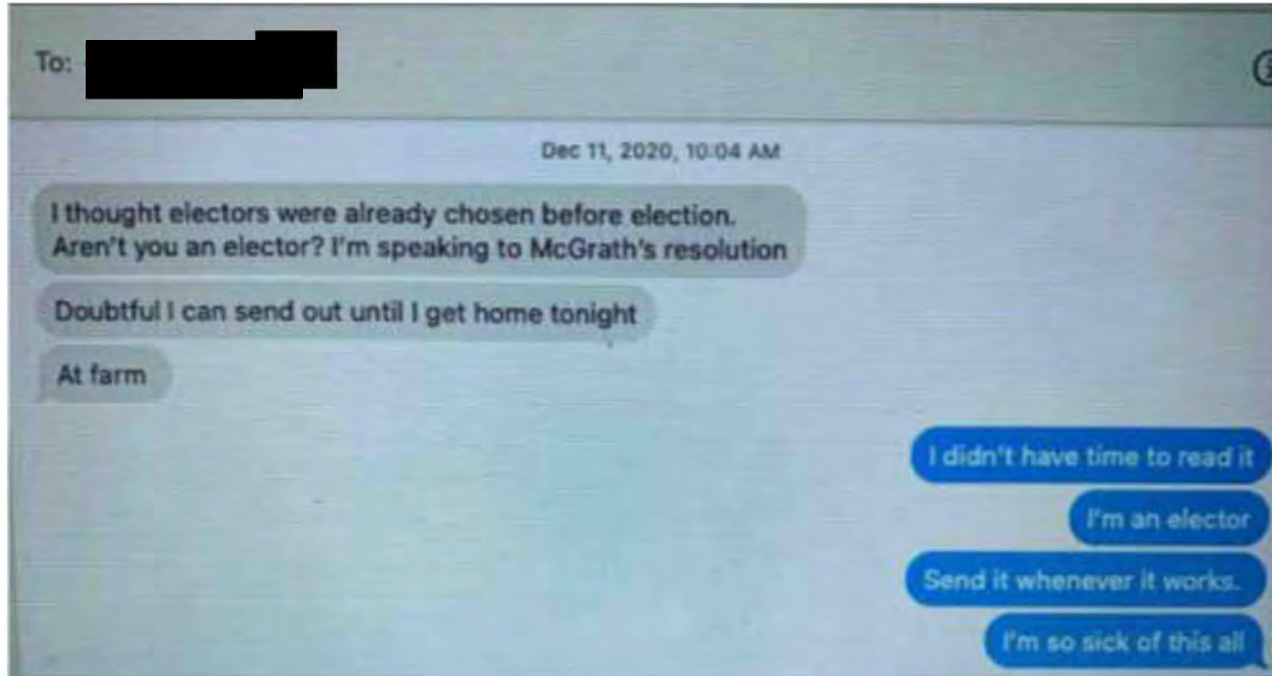 To:
Dec 11, 2020, 10:04 AM
I thought electors were already chosen before election.
Aren't you an elector? I'm speaking to McGrath's resolution
Doubtful I can send out until I get home tonight
At farm
I didn't have time to read it
I'm an elector
Send it whenever it works.
I'm so sick of this all